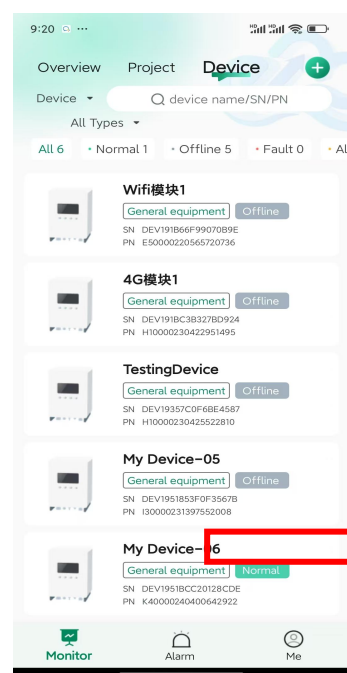 9:20 ...
Overview Project Device
Device device name/SN/PN
All Types
All 6 Normal 1 Offline 5 Fault 0 Al
Wifi模块1
General equipment Offline
SN DEV191B66F99070B9E
PN E50000220565720736
4G模块1
General equipment Offline
SN DEV191BC3B327BD924
PN H10000230422951495
TestingDevice
General equipment Offline
SN DEV19357C0F6BE4587
PN H10000230425522810
My Device-05
General equipment Offline
SN DEV1951853F0F3567B
PN I30000231397552008
My Device-06
General equipment Normal
SN DEV1951BCC20128CDE
PN K40000240400642922
Monitor Alarm Me